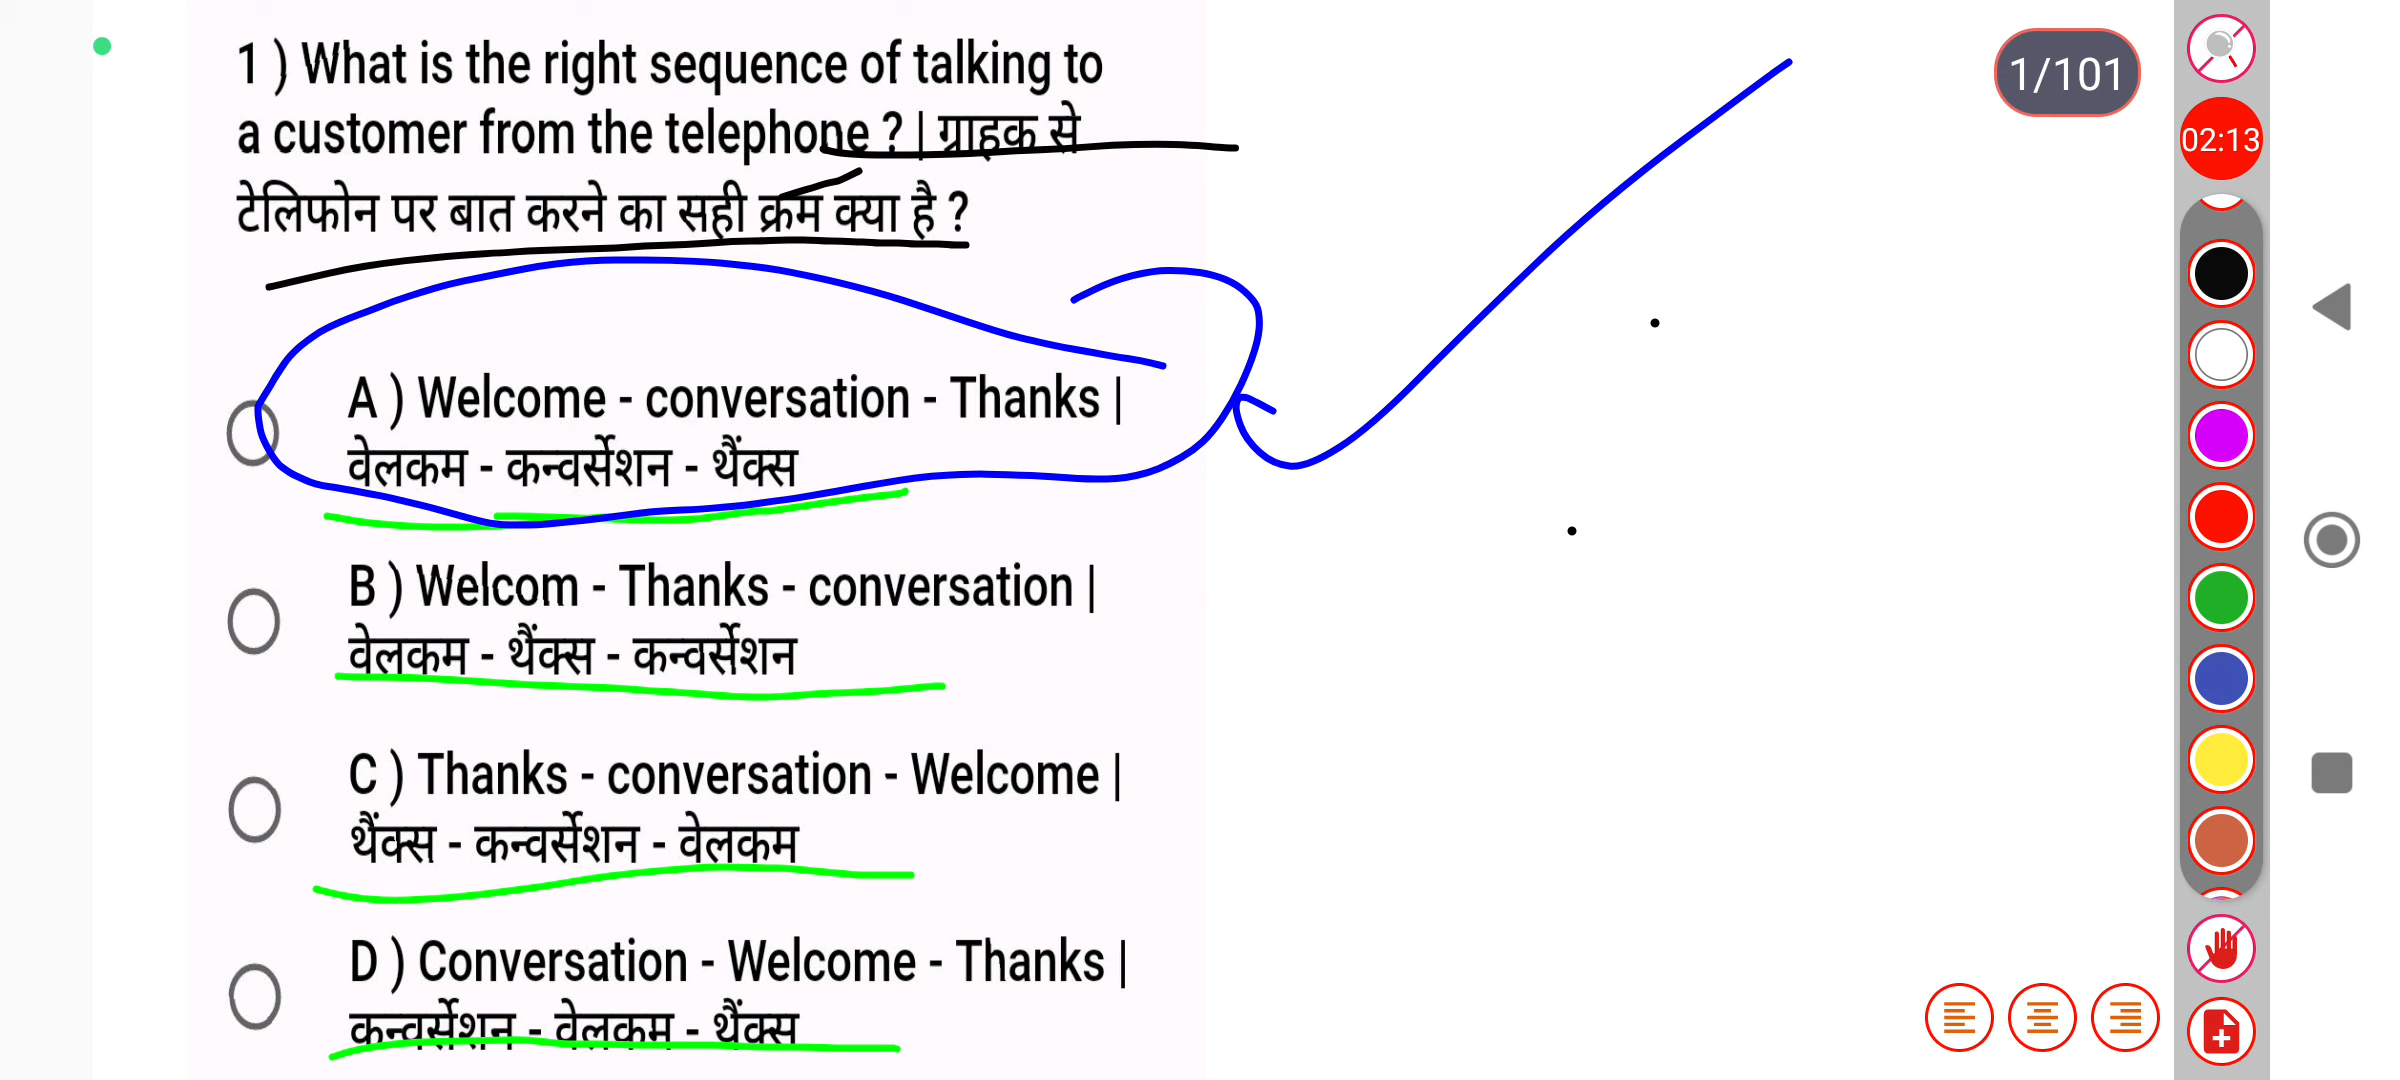 1 ) What is the right sequence of talking to
a customer from the telephone ? | ग्राहक से
टेलिफोन पर बात करने का सही क्रम क्या है ?
A ) Welcome - conversation - Thanks |
वेलकम - कन्वर्सेशन - थैंक्स
B ) Welcom - Thanks - conversation |
वेलकम - थैंक्स - कन्वर्सेशन
C ) Thanks - conversation - Welcome |
थैंक्स - कन्वर्सेशन - वेलकम
D ) Conversation - Welcome - Thanks |
कन्वर्सेशन - वेलकम - थैंक्स
1/101
02:13